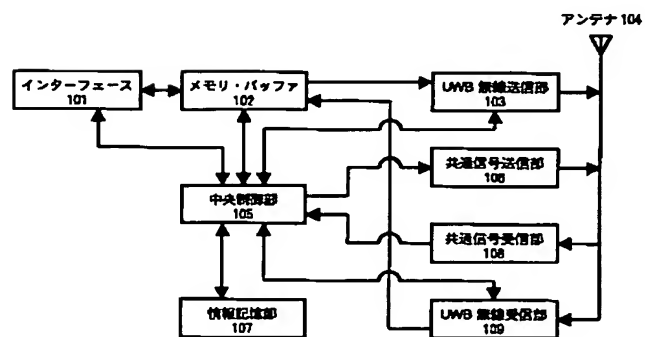 アンテナ 104
インターフェース
101
メモリ・バッファ
102
UWB 無線送信部
103
共通信号送信部
106
中央制御部
105
共通信号受信部
108
情報記憶部
107
UWB 無線受信部
109